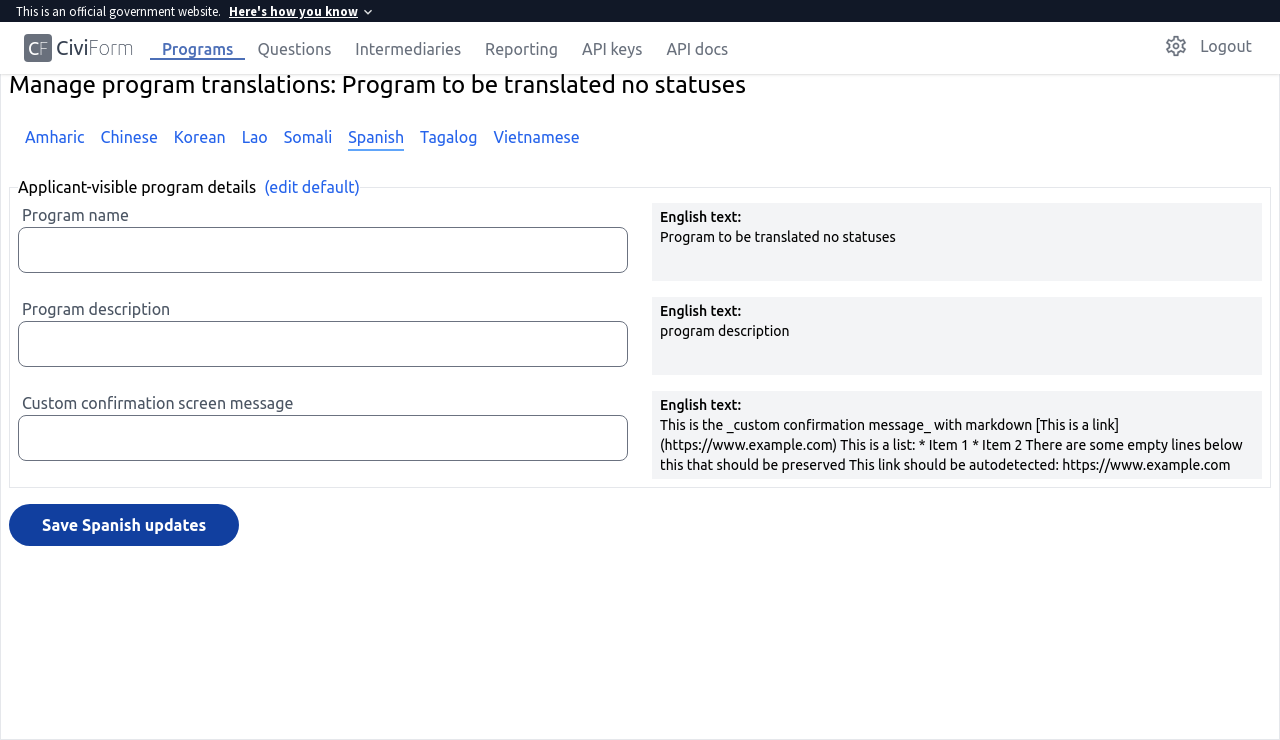 This is an official government website. Here's how you know
CF CiviForm Programs Questions Intermediaries Reporting API keys API docs Logout
Manage program translations: Program to be translated no statuses
Amharic Chinese Korean Lao Somali Spanish Tagalog Vietnamese
Applicant-visible program details (edit default)
Program name
English text:
Program to be translated no statuses
Program description
English text:
program description
Custom confirmation screen message
English text:
This is the _custom confirmation message_ with markdown [This is a link]
(https://www.example.com) This is a list: * Item 1 * Item 2 There are some empty lines below
this that should be preserved This link should be autodetected: https://www.example.com
Save Spanish updates